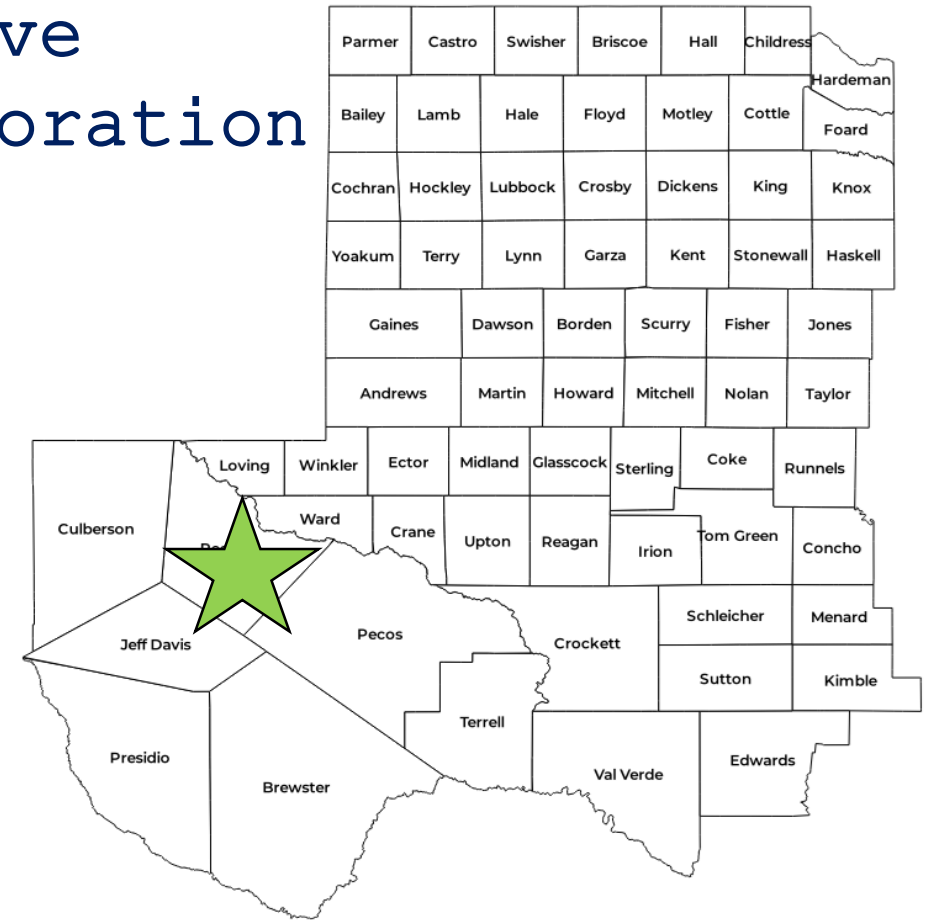 ve
oration
Parmer Castro Swisher Briscoe Hall Childress
Hardeman
Bailey Lamb Hale Floyd Motley Cottle
Foard
Cochran Hockley Lubbock Crosby Dickens King Knox
Yoakum Terry Lynn Garza Kent Stonewall Haskell
Gaines Dawson Borden Scurry Fisher Jones
Andrews Martin Howard Mitchell Nolan Taylor
Loving Winkler Ector Midland Glasscock Sterling Coke Runnels
Culberson Ward Crane Upton Reagan Irion Tom Green Concho
Jeff Davis Pecos Crockett Schleicher Menard
Sutton Kimble
Presidio Brewster Terrell Val Verde Edwards